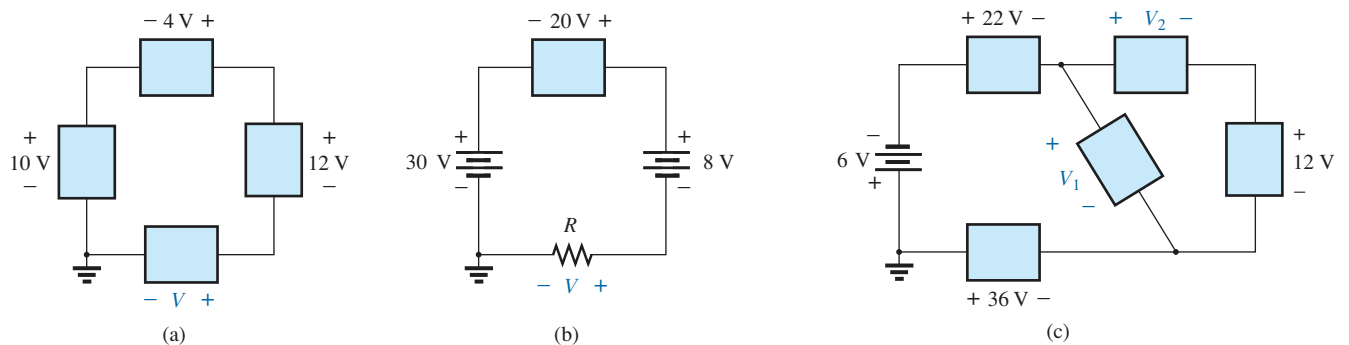 − 4 V +
+
10 V
−
+
12 V
−
− V +
(a)
− 20 V +
+
30 V
−
+
8 V
−
R
− V +
(b)
+ 22 V −
+ V₂ −
−
6 V
+
+
V₁
−
+
12 V
−
+ 36 V −
(c)